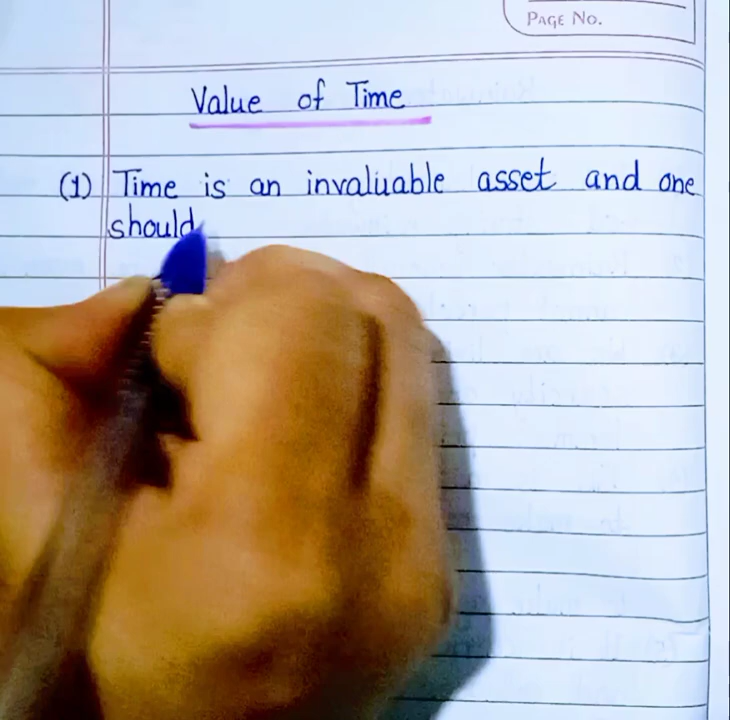 PAGE NO.
Value of Time
(1) Time is an invaluable asset and one
should